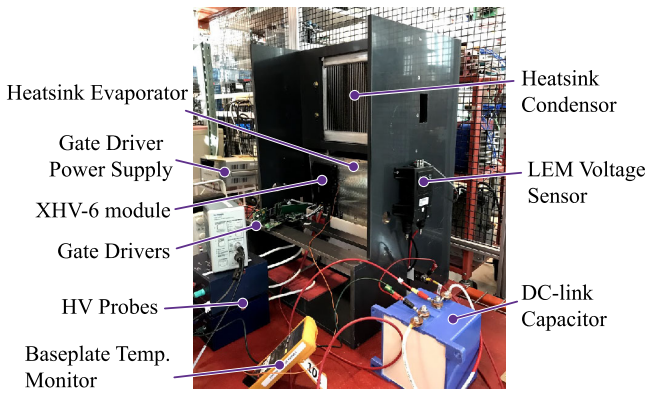 Heatsink Evaporator
Gate Driver
Power Supply
XHV-6 module
Gate Drivers
HV Probes
Baseplate Temp.
Monitor
Heatsink
Condensor
LEM Voltage
Sensor
DC-link
Capacitor
10